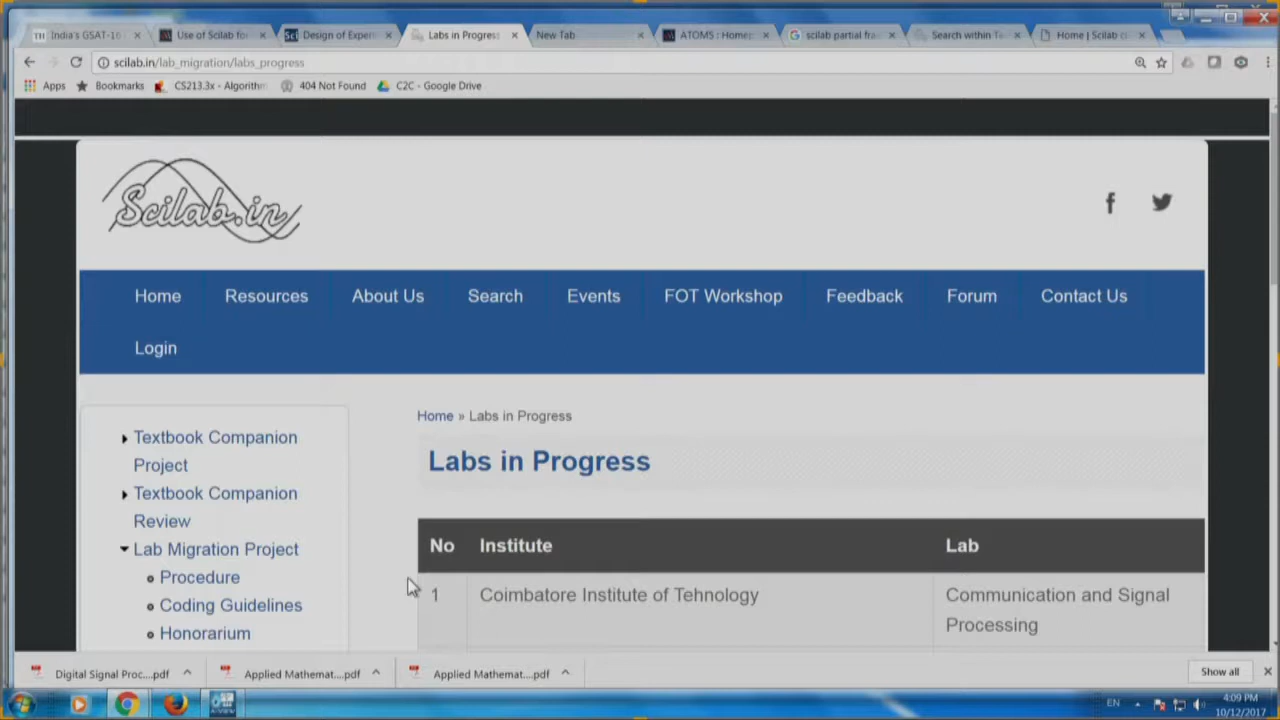 India's GSAT-16
Use of Scilab for
Sci Design of Experi
Labs in Progress
New Tab
ATOMS : Home
scilab partial fra
Search within Te
Home | Scilab c
scilab.in/lab_migration/labs_progress
Apps Bookmarks CS213.3x - Algorithm 404 Not Found C2C - Google Drive
Scilab.in
Home Resources About Us Search Events FOT Workshop Feedback Forum Contact Us
Login
Textbook Companion
Project
Textbook Companion
Review
Lab Migration Project
Procedure
Coding Guidelines
Honorarium
Home » Labs in Progress
Labs in Progress
No Institute Lab
1 Coimbatore Institute of Tehnology Communication and Signal
Processing
Digital Signal Proc....pdf Applied Mathemat....pdf Applied Mathemat....pdf Show all
EN 4:09 PM
10/12/2017